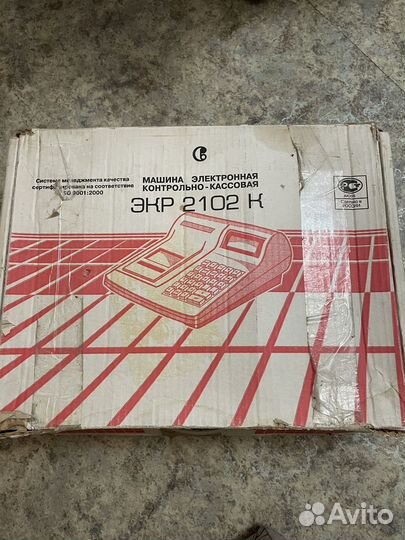 Система менеджмента качества
сертифицирована на соответствие
ISO 9001:2000
МАШИНА ЭЛЕКТРОННАЯ
КОНТРОЛЬНО-КАССОВАЯ
ЭКР 2102 К
Сделано в
РОССИИ
Avito